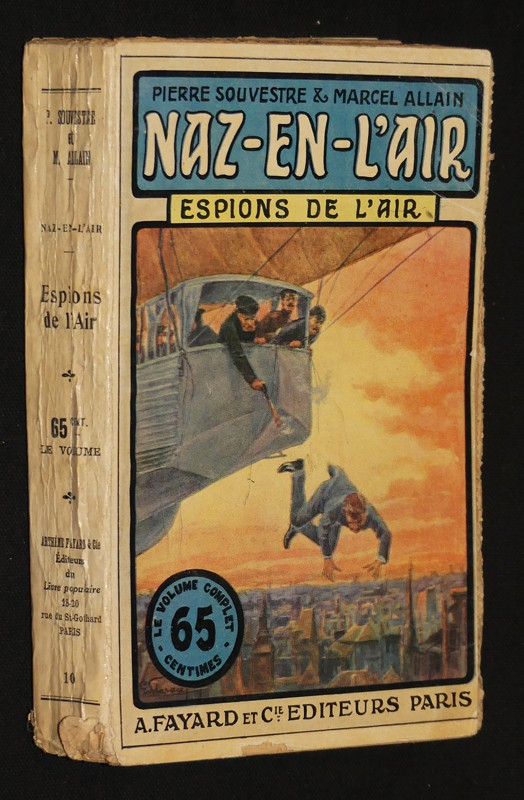 P. SOUVESTRE
et
M. ALLAIN
NAZ-EN-L'AIR
Espions
de l'Air
65 CENT.
LE VOLUME
ARTHÈME FAYARD & Cie
Éditeurs
du
Livre populaire
18-20
rue du St-Gothard
PARIS
10
PIERRE SOUVESTRE & MARCEL ALLAIN
NAZ-EN-L'AIR
ESPIONS DE L'AIR
LE VOLUME COMPLET
65
CENTIMES
A. FAYARD ET CIE EDITEURS PARIS